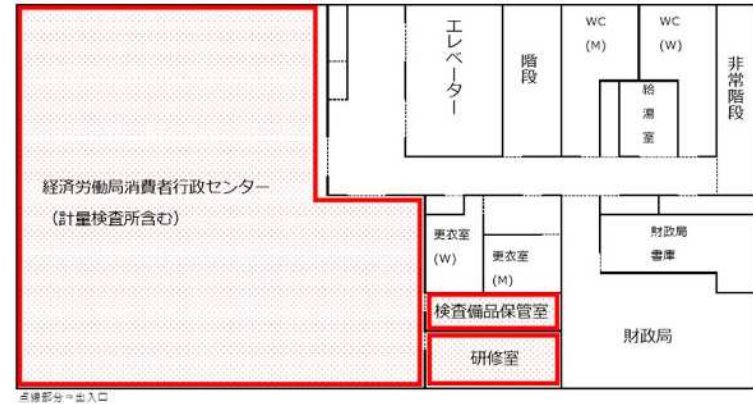 エレベーター
階段
WC
(M)
WC
(W)
給湯室
非常階段
経済労働局消費者行政センター
（計量検査所含む）
更衣室
(W)
更衣室
(M)
財政局
書庫
検査備品保管室
研修室
財政局
点線部分⇒出入口